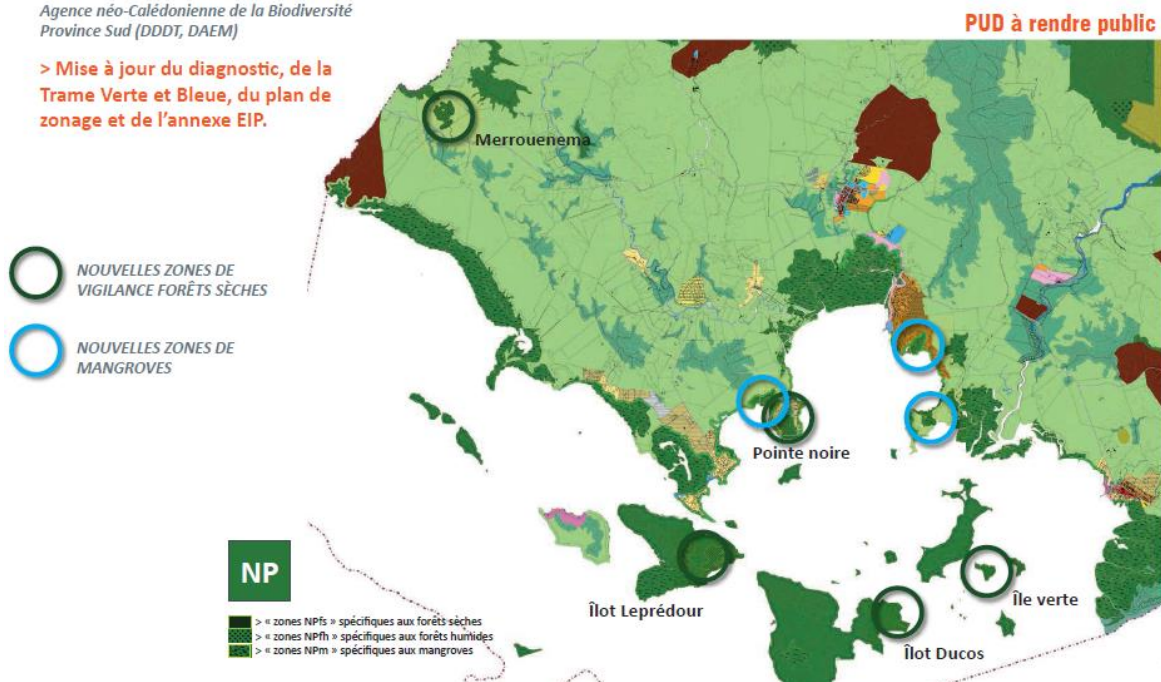 Agence néo-Calédonienne de la Biodiversité
Province Sud (DDDT, DAEM)
PUD à rendre public
> Mise à jour du diagnostic, de la
Trame Verte et Bleue, du plan de
zonage et de l'annexe EIP.
Merrouenema
NOUVELLES ZONES DE
VIGILANCE FORÊTS SÈCHES
NOUVELLES ZONES DE
MANGROVES
Pointe noire
NP
Îlot Leprédour
Île verte
Îlot Ducos
> « zones NPfs » spécifiques aux forêts sèches
> « zones NPfh » spécifiques aux forêts humides
> « zones NPm » spécifiques aux mangroves